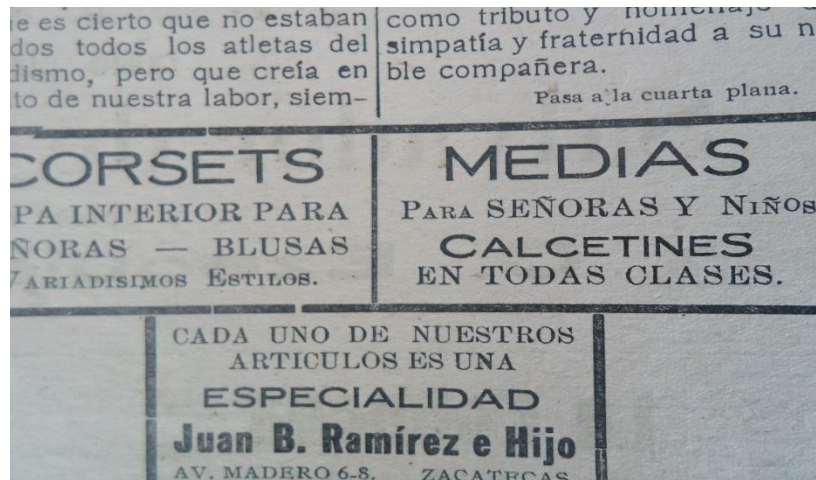 e es cierto que no estaban
dos todos los atletas del
dismo, pero que creía en
to de nuestra labor, siem-
como tributo y homenaje
simpatía y fraternidad a su n
ble compañera.
Pasa a la cuarta plana.
CORSETS
PA INTERIOR PARA
ÑORAS — BLUSAS
VARIADISIMOS ESTILOS.
MEDIAS
PARA SEÑORAS Y NIÑOS
CALCETINES
EN TODAS CLASES.
CADA UNO DE NUESTROS
ARTICULOS ES UNA
ESPECIALIDAD
Juan B. Ramírez e Hijo
AV. MADERO 6-8. ZACATECAS